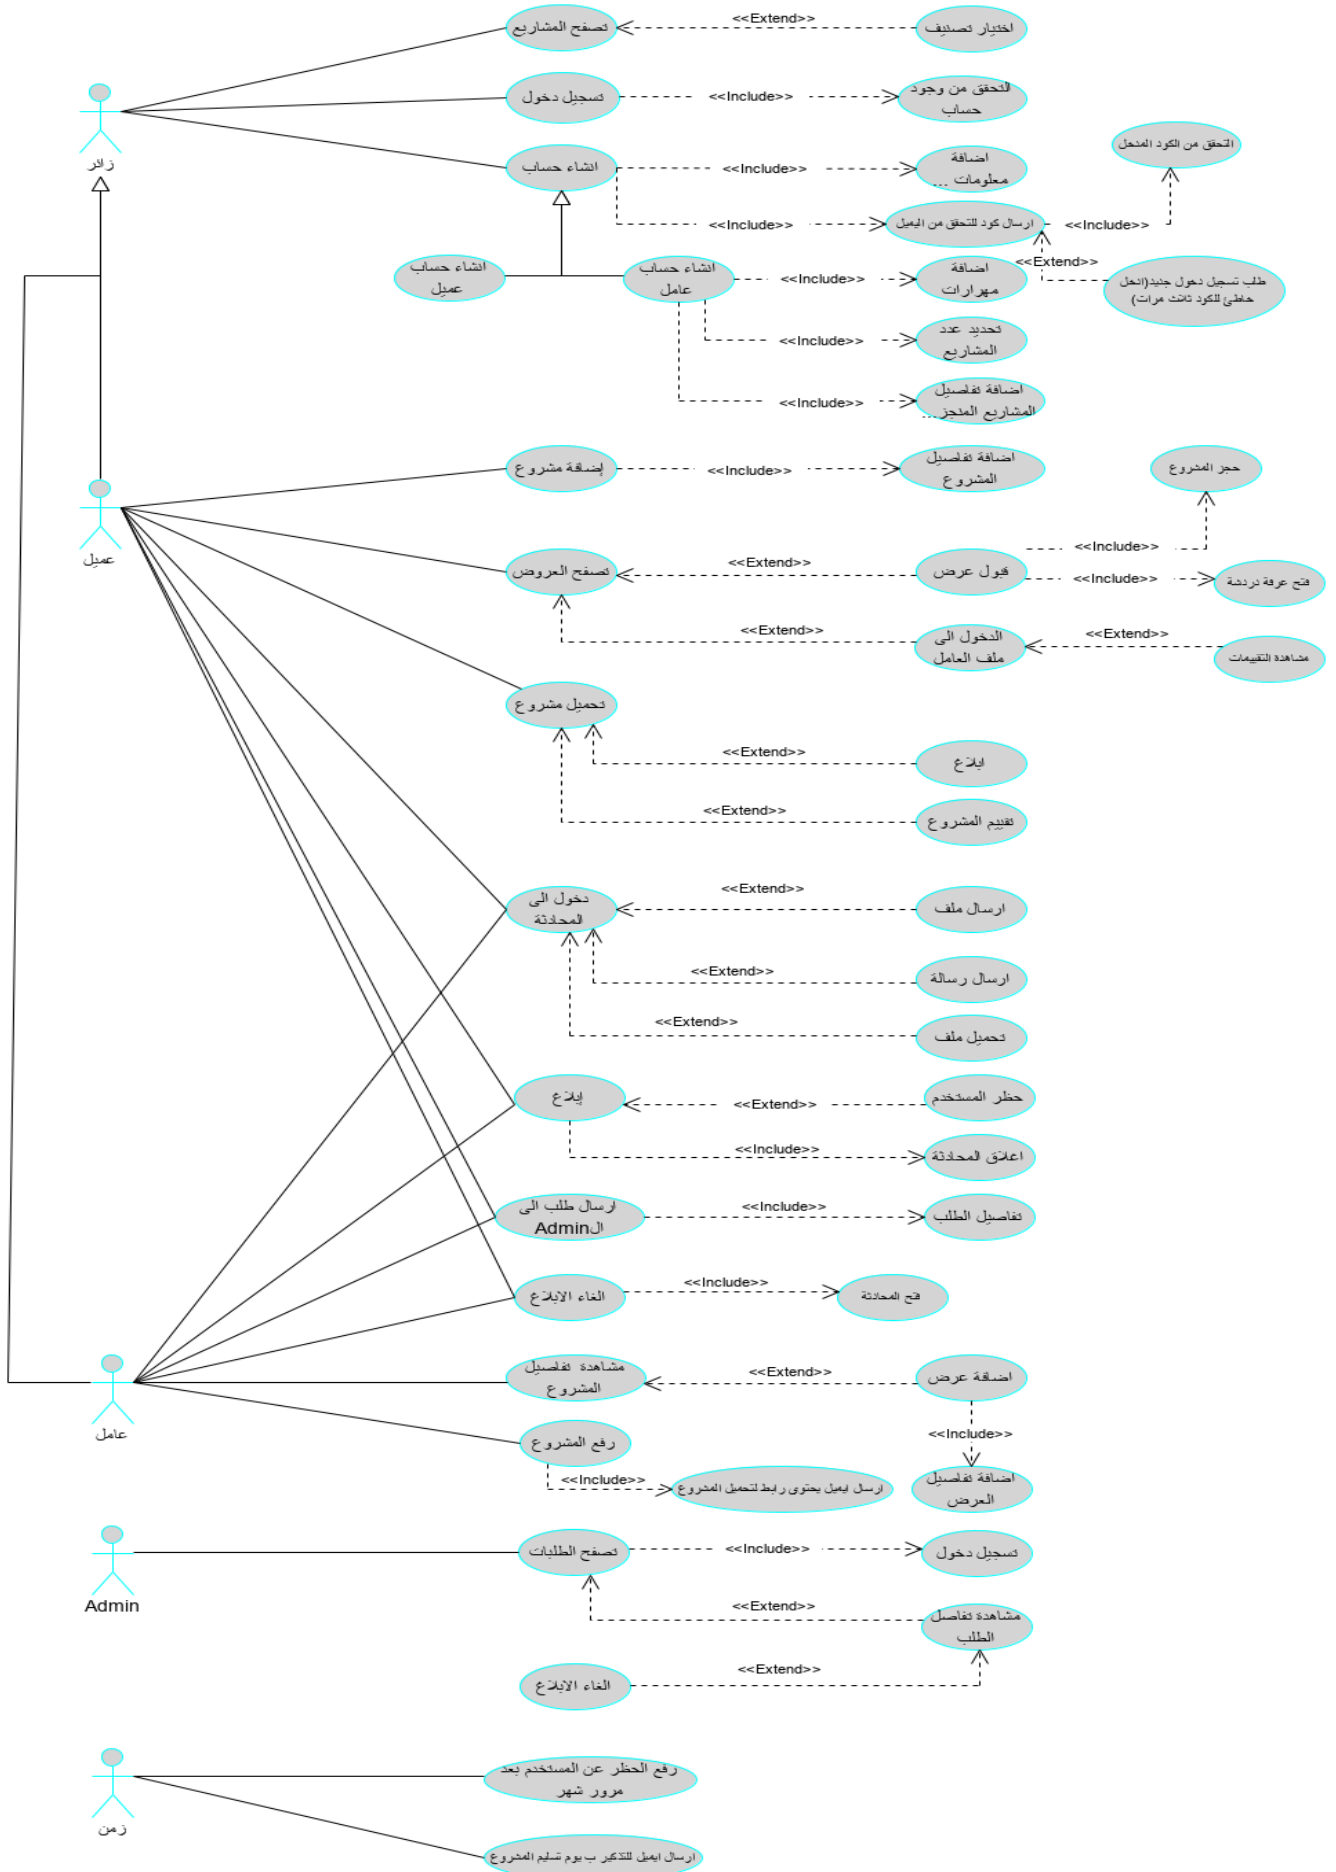 تصفح المشاريع
<<Extend>>
اختيار تصنيف
زائر
تسجيل دخول
<<Include>>
التحقق من وجود
حساب
انشاء حساب
<<Include>>
اضافة
معلومات ...
<<Include>>
ارسال كود للتحقق من اليميل
<<Include>>
التحقق من الكود المدخل
<<Extend>>
طلب تسجيل دخول جديد(ادخل
خاطئ للكود ثلاث مرات)
انشاء حساب
عميل
انشاء حساب
عامل
<<Include>>
اضافة
مهرارات
<<Include>>
تحديد عدد
المشاريع
<<Include>>
اضافة تفاصيل
المشاريع المنجز...
عميل
إضافة مشروع
<<Include>>
اضافة تفاصيل
المشروع
تصفح العروض
<<Extend>>
قبول عرض
<<Include>>
حجز المشروع
<<Include>>
فتح غرفة دردشة
<<Extend>>
الدخول الى
ملف العامل
<<Extend>>
مشاهدة التقييمات
تحميل مشروع
<<Extend>>
ابلاغ
<<Extend>>
تقييم المشروع
دخول الى
المحادثة
<<Extend>>
ارسال ملف
<<Extend>>
ارسال رسالة
<<Extend>>
تحميل ملف
إبلاغ
<<Extend>>
حظر المستخدم
<<Include>>
اغلاق المحادثة
ارسال طلب الى
الAdmin
<<Include>>
تفاصيل الطلب
الغاء الابلاغ
<<Include>>
فتح المحادثة
عامل
مشاهدة تفاصيل
المشروع
<<Extend>>
اضافة عرض
<<Include>>
اضافة تفاصيل
العرض
رفع المشروع
<<Include>>
ارسال ايميل يحتوى رابط لتحميل المشروع
Admin
تصفح الطلبات
<<Include>>
تسجيل دخول
<<Extend>>
مشاهدة تفاصل
الطلب
<<Extend>>
الغاء الابلاغ
زمن
رفع الحظر عن المستخدم بعد
مرور شهر
ارسال ايميل للتذكير ب يوم تسليم المشروع